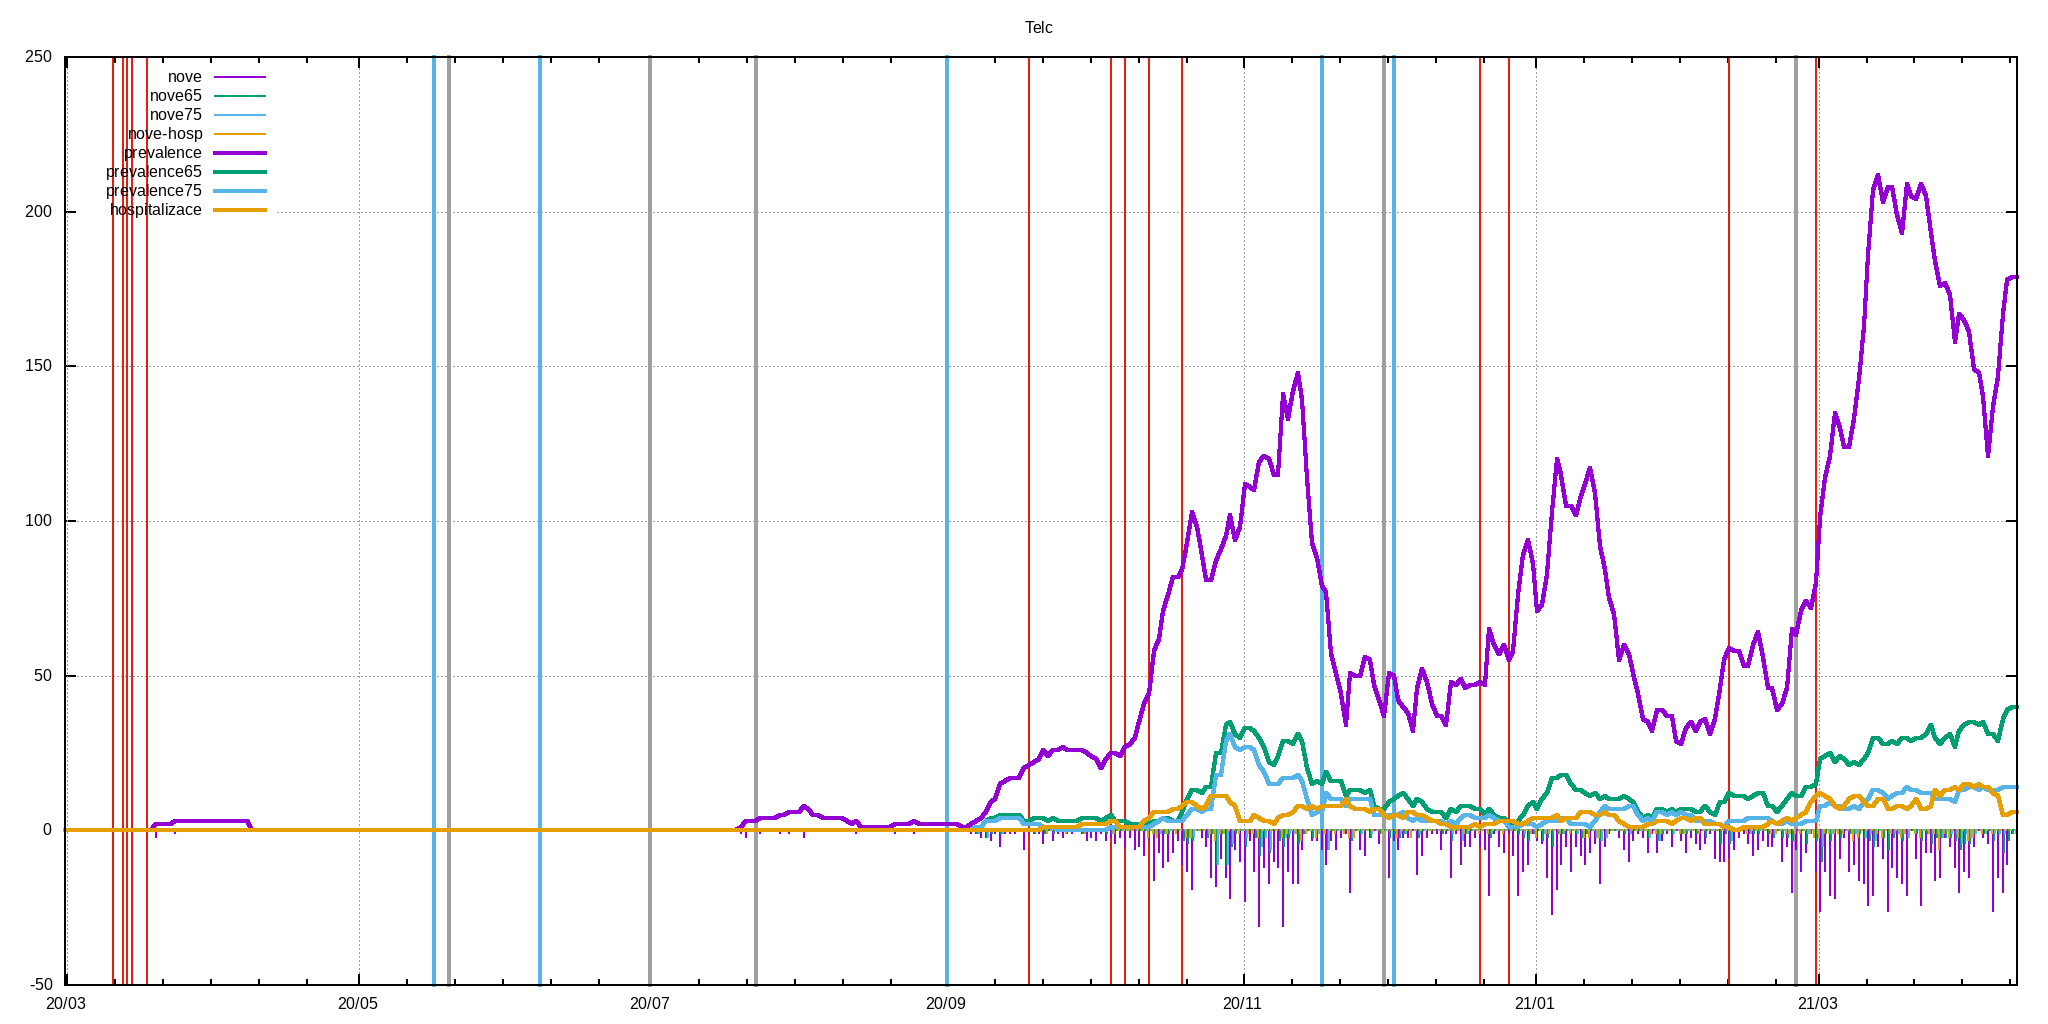 Telc
250
nove
nove65
nove75
nove-hosp
prevalence
prevalence65
prevalence75
hospitalizace
200
150
100
50
0
-50
20/03 20/05 20/07 20/09 20/11 21/01 21/03